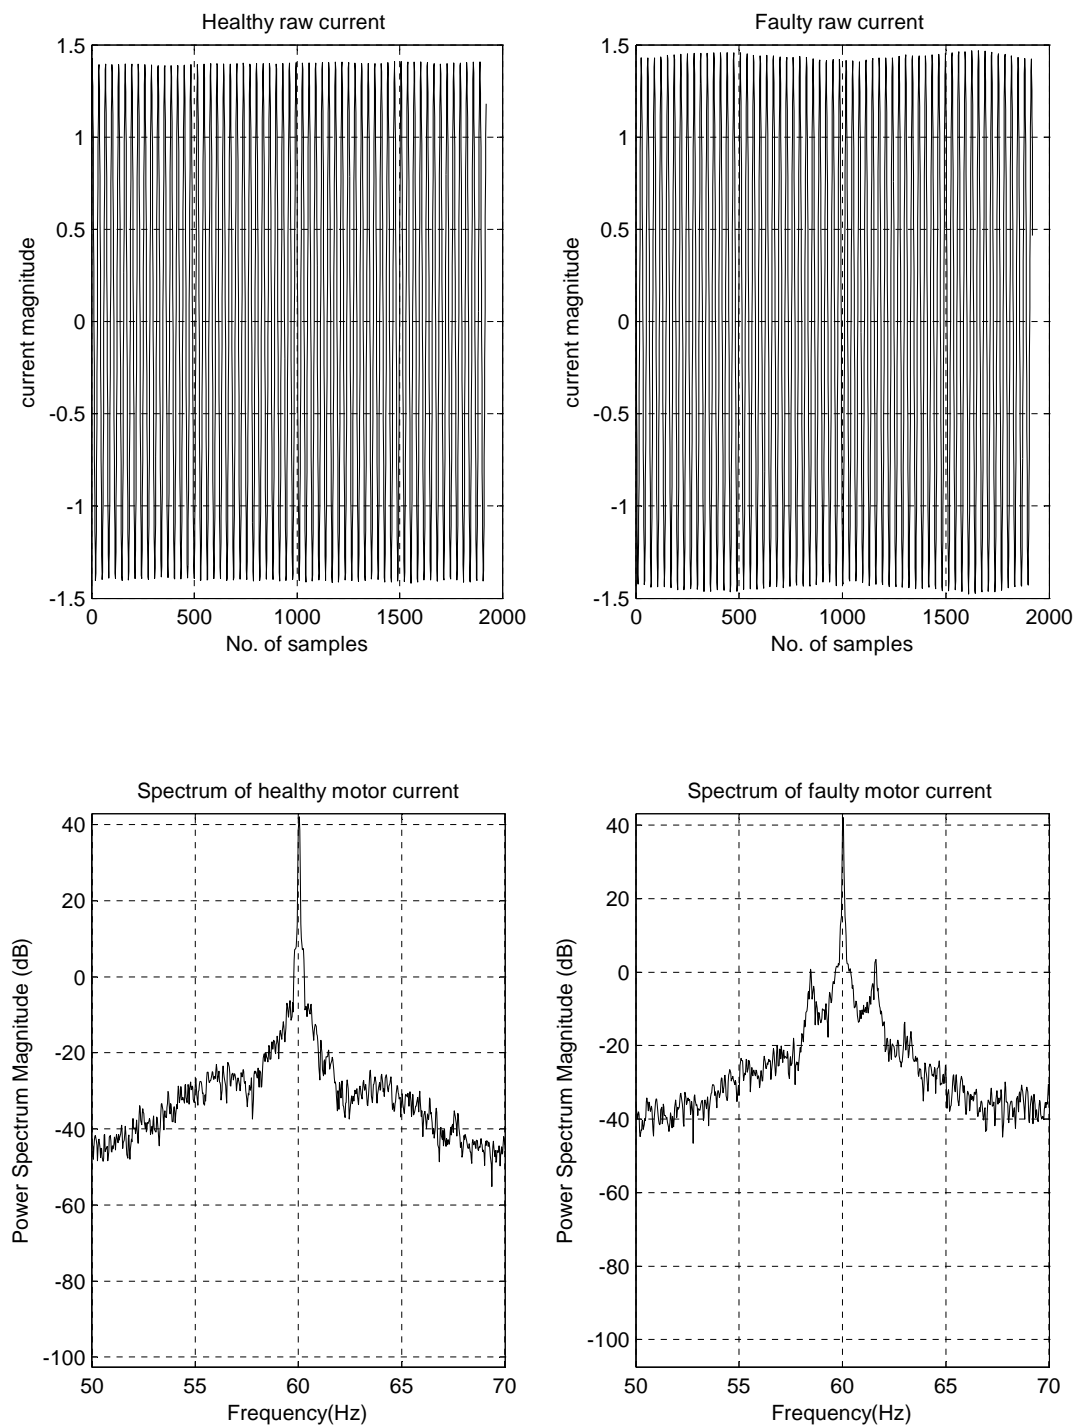 Healthy raw current
1.5
1
0.5
0
-0.5
-1
-1.5
current magnitude
0 500 1000 1500 2000
No. of samples
Faulty raw current
1.5
1
0.5
0
-0.5
-1
-1.5
current magnitude
0 500 1000 1500 2000
No. of samples
Spectrum of healthy motor current
40
20
0
-20
-40
-60
-80
-100
Power Spectrum Magnitude (dB)
50 55 60 65 70
Frequency(Hz)
Spectrum of faulty motor current
40
20
0
-20
-40
-60
-80
-100
Power Spectrum Magnitude (dB)
50 55 60 65 70
Frequency(Hz)